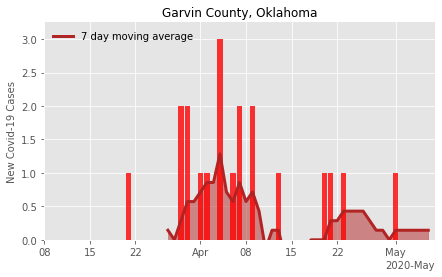 Garvin County, Oklahoma
7 day moving average
New Covid-19 Cases
3.0
2.5
2.0
1.5
1.0
0.5
0.0
08 15 22 Apr 08 15 22 May
2020-May